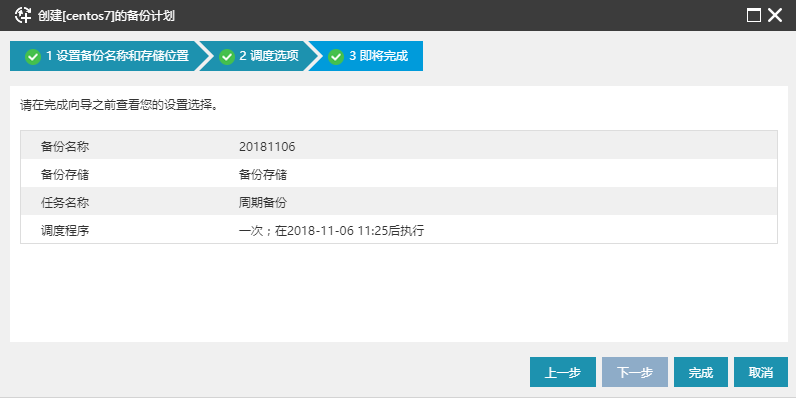 创建[centos7]的备份计划
1 设置备份名称和存储位置 2 调度选项 3 即将完成
请在完成向导之前查看您的设置选择。
备份名称 20181106
备份存储 备份存储
任务名称 周期备份
调度程序 一次；在2018-11-06 11:25后执行
上一步 下一步 完成 取消